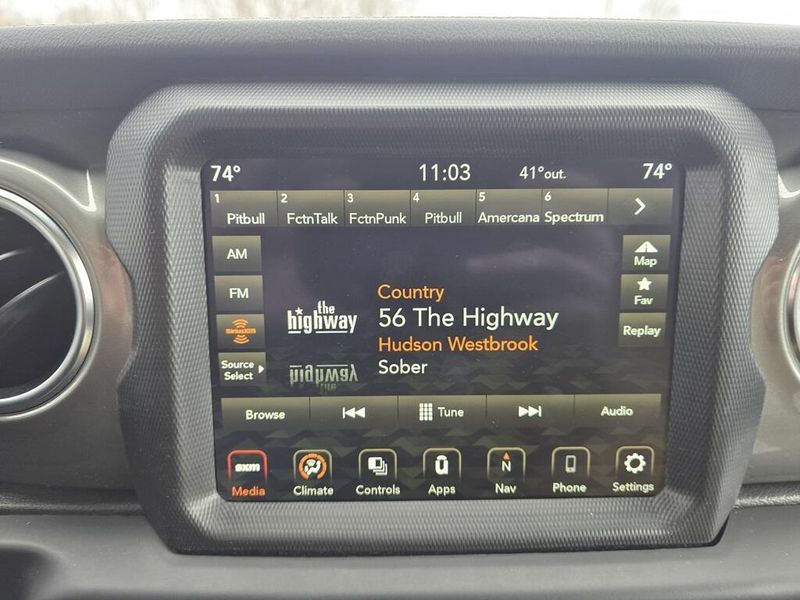 74° 11:03 41°out. 74°
1 Pitbull 2 FctnTalk 3 FctnPunk 4 Pitbull 5 Amercana 6 Spectrum
AM
Map
FM
Fav
SiriusXM
Replay
Source
Select
the
highway
Country
56 The Highway
Hudson Westbrook
Sober
Browse Tune Audio
sxm
Media Climate Controls Apps N Nav Phone Settings